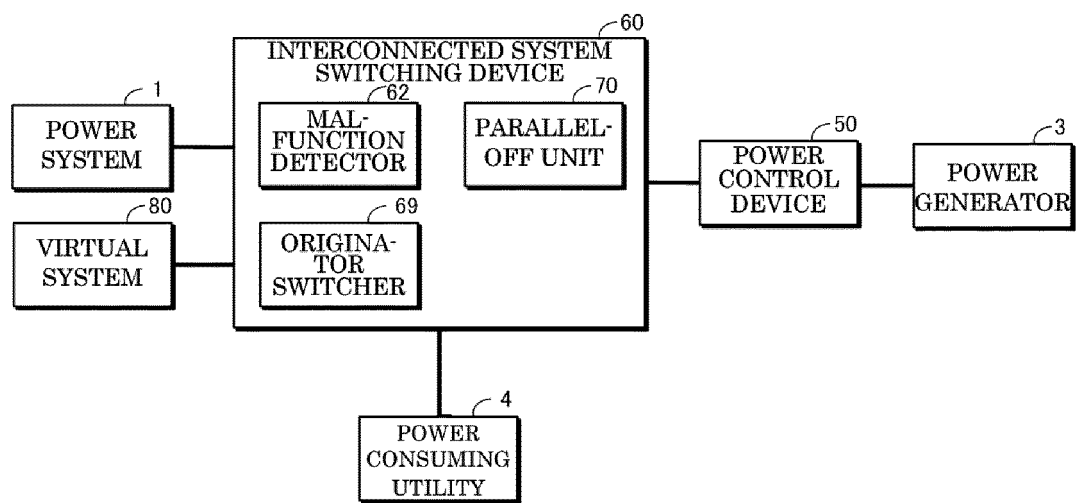 60
INTERCONNECTED SYSTEM
SWITCHING DEVICE
1
POWER
SYSTEM
62
MAL-
FUNCTION
DETECTOR
70
PARALLEL-
OFF UNIT
50
POWER
CONTROL
DEVICE
3
POWER
GENERATOR
80
VIRTUAL
SYSTEM
69
ORIGINA-
TOR
SWITCHER
4
POWER
CONSUMING
UTILITY